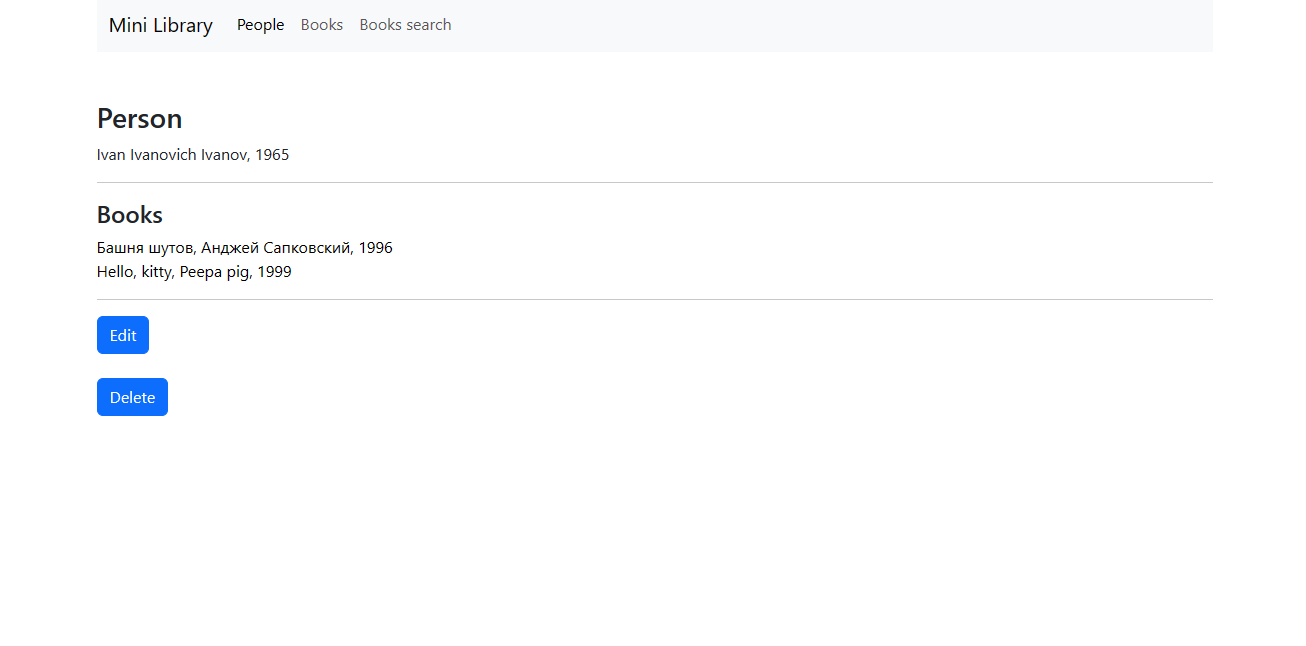 Mini Library People Books Books search
Person
Ivan Ivanovich Ivanov, 1965
Books
Башня шутов, Анджей Сапковский, 1996
Hello, kitty, Peepa pig, 1999
Edit
Delete